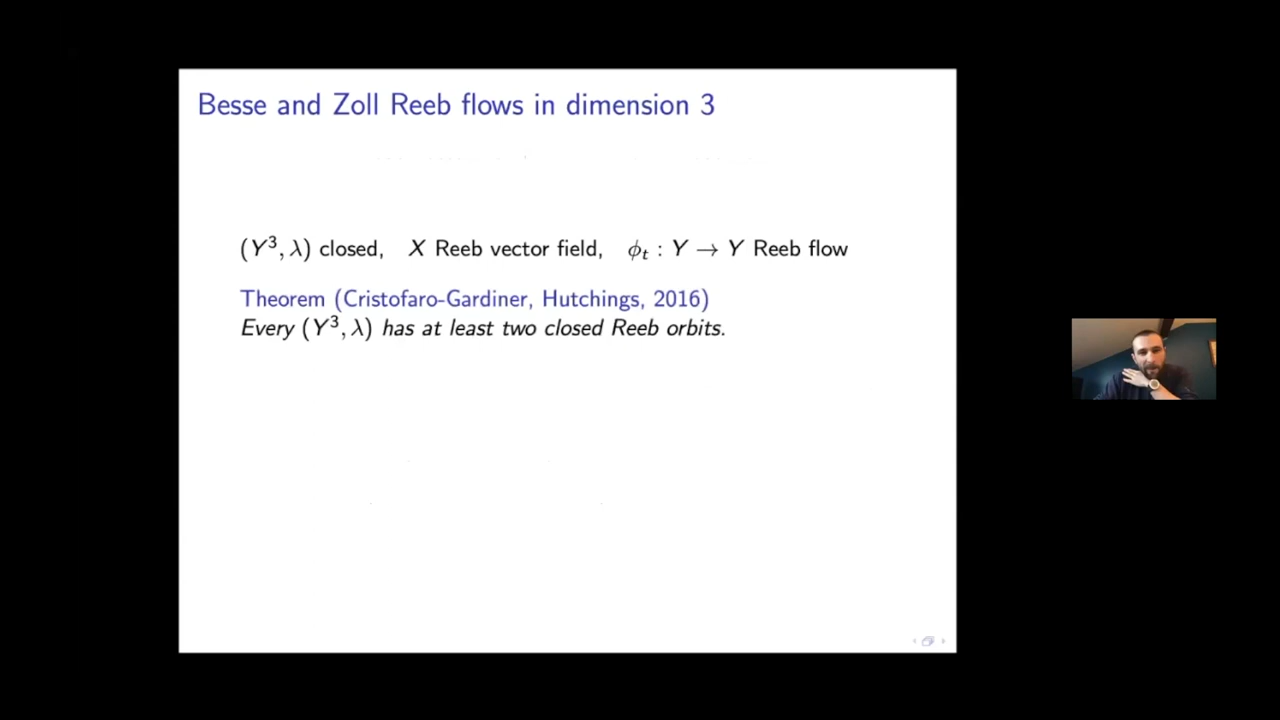 Besse and Zoll Reeb flows in dimension 3
(Y³, λ) closed, X Reeb vector field, ϕₜ : Y → Y Reeb flow
Theorem (Cristofaro-Gardiner, Hutchings, 2016)
Every (Y³, λ) has at least two closed Reeb orbits.